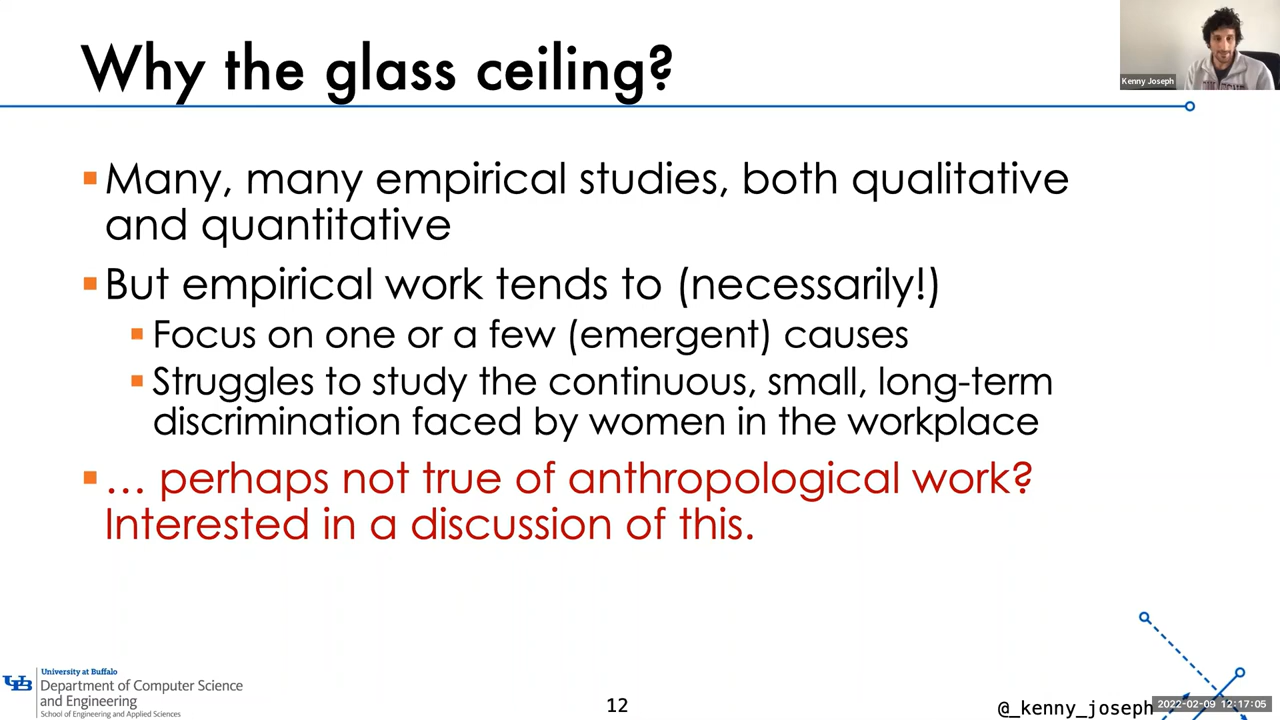 Why the glass ceiling?
Kenny Joseph
Many, many empirical studies, both qualitative
and quantitative
But empirical work tends to (necessarily!)
Focus on one or a few (emergent) causes
Struggles to study the continuous, small, long-term
discrimination faced by women in the workplace
… perhaps not true of anthropological work?
Interested in a discussion of this.
UB
University at Buffalo
Department of Computer Science
and Engineering
School of Engineering and Applied Sciences
12
@_kenny_joseph
2022-02-09 12:17:05